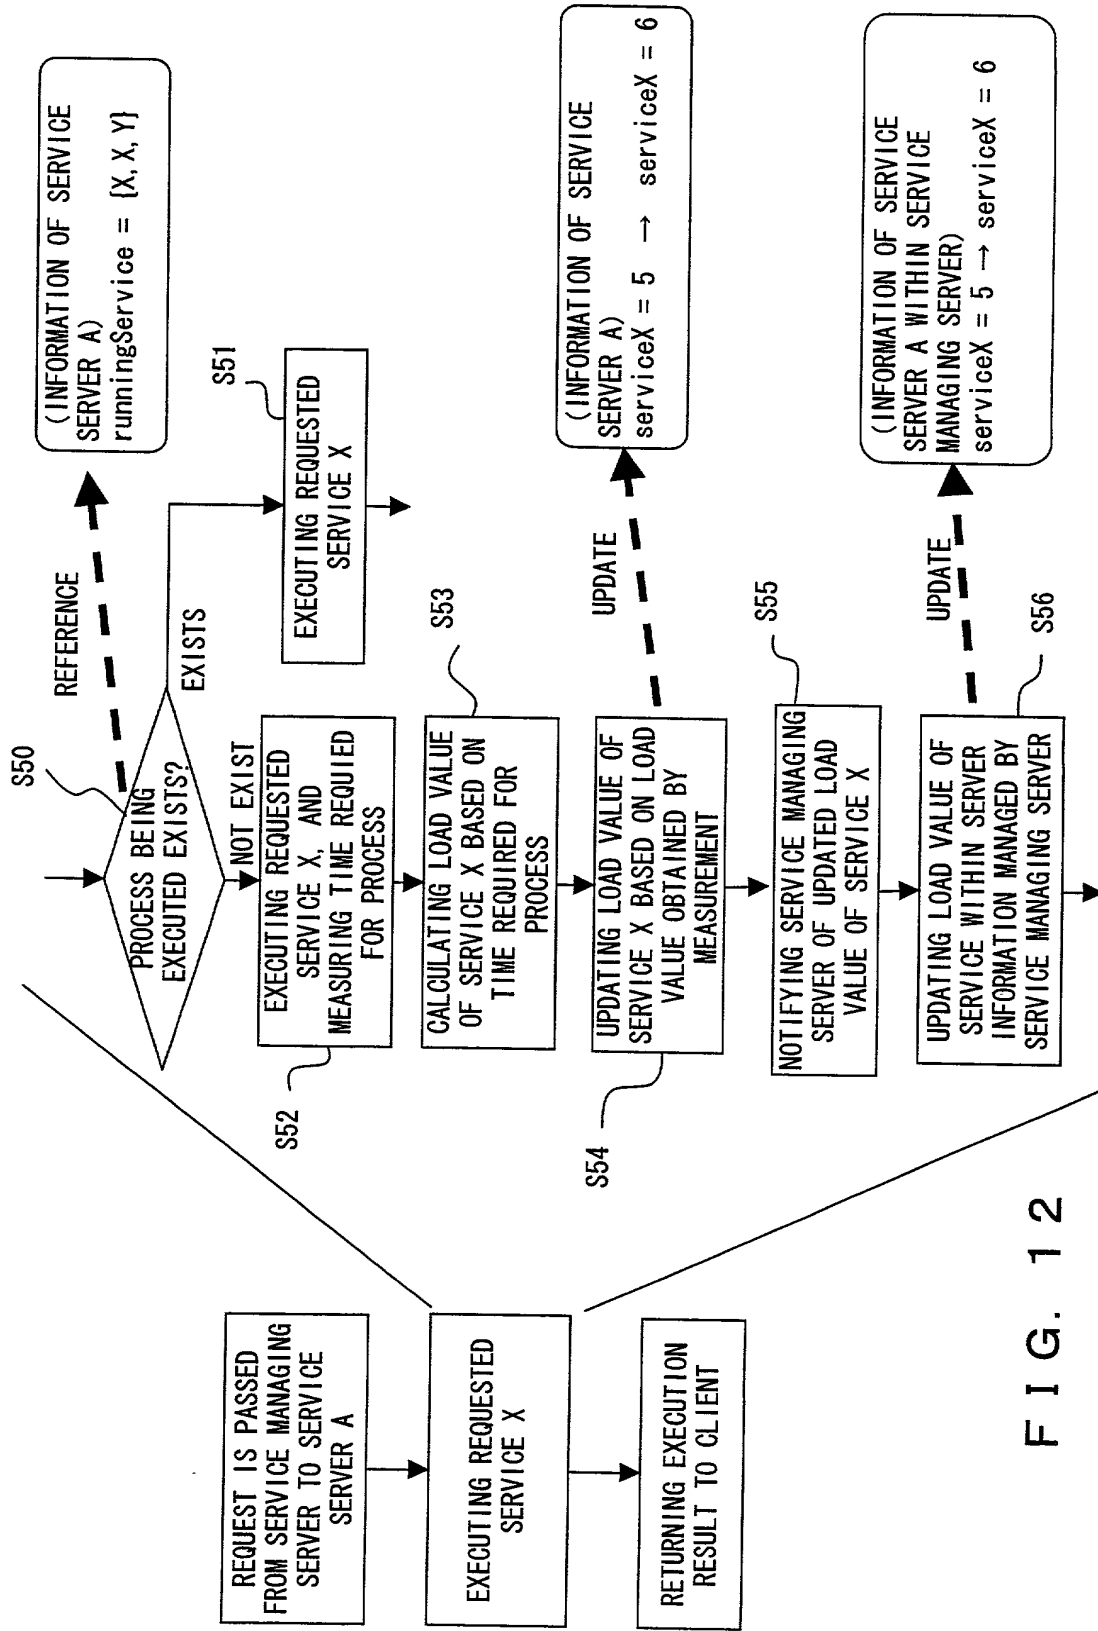 REQUEST IS PASSED
FROM SERVICE MANAGING
SERVER TO SERVICE
SERVER A
EXECUTING REQUESTED
SERVICE X
RETURNING EXECUTION
RESULT TO CLIENT
S50
PROCESS BEING
EXECUTED EXISTS?
REFERENCE
(INFORMATION OF SERVICE
SERVER A)
runningService = {X, X, Y}
EXISTS
NOT EXIST
S51
EXECUTING REQUESTED
SERVICE X
S52
EXECUTING REQUESTED
SERVICE X, AND
MEASURING TIME REQUIED
FOR PROCESS
S53
CALCULATING LOAD VALUE
OF SERVICE X BASED ON
TIME REQUIRED FOR
PROCESS
S54
UPDATING LOAD VALUE OF
SERVICE X BASED ON LOAD
VALUE OBTAINED BY
MEASUREMENT
UPDATE
(INFORMATION OF SERVICE
SERVER A)
serviceX = 5 → serviceX = 6
S55
NOTIFYING SERVICE MANAGING
SERVER OF UPDATED LOAD
VALUE OF SERVICE X
S56
UPDATING LOAD VALUE OF
SERVICE WITHIN SERVER
INFORMATION MANAGED BY
SERVICE MANAGING SERVER
UPDATE
(INFORMATION OF SERVICE
SERVER A WITHIN SERVICE
MANAGING SERVER)
serviceX = 5 → serviceX = 6
FIG. 12